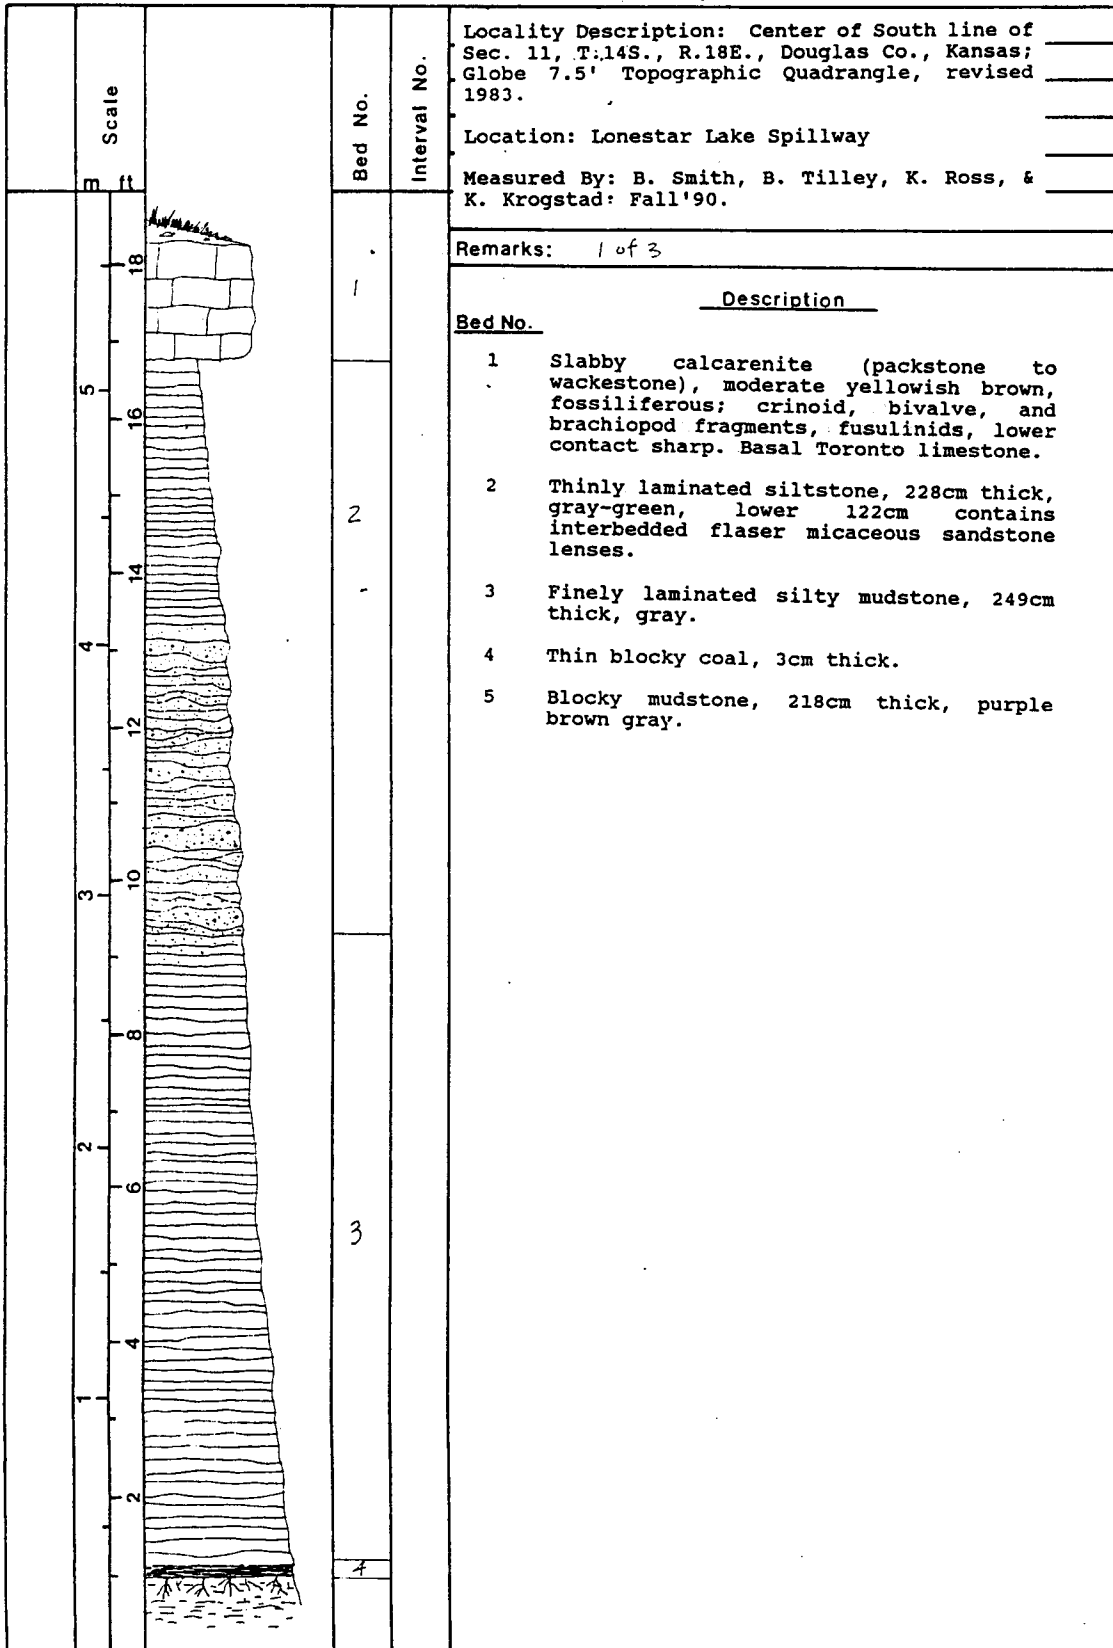 Scale
m ft
Bed No.
Interval No.
Locality Description: Center of South line of
Sec. 11, T.14S., R.18E., Douglas Co., Kansas;
Globe 7.5' Topographic Quadrangle, revised
1983.
Location: Lonestar Lake Spillway
Measured By: B. Smith, B. Tilley, K. Ross, &
K. Krogstad: Fall'90.
Remarks: 1 of 3
Description
Bed No.
1 Slabby calcarenite (packstone to
wackestone), moderate yellowish brown,
fossiliferous; crinoid, bivalve, and
brachiopod fragments, fusulinids, lower
contact sharp. Basal Toronto limestone.
2 Thinly laminated siltstone, 228cm thick,
gray-green, lower 122cm contains
interbedded flaser micaceous sandstone
lenses.
3 Finely laminated silty mudstone, 249cm
thick, gray.
4 Thin blocky coal, 3cm thick.
5 Blocky mudstone, 218cm thick, purple
brown gray.
18
1
5
16
2
14
4
12
10
3
8
2
6
3
4
1
2
4